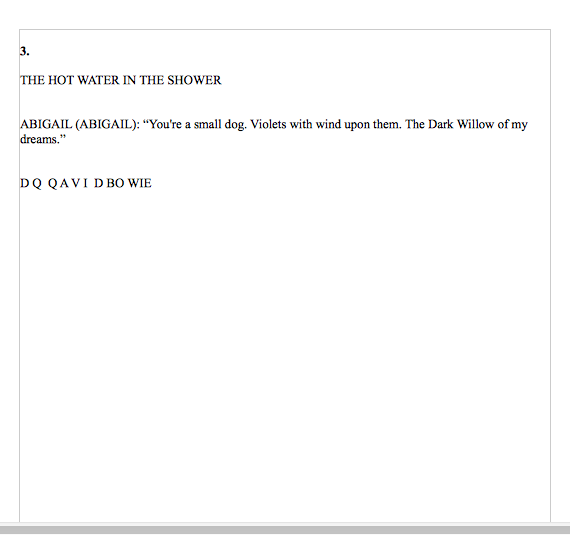 3.
THE HOT WATER IN THE SHOWER
ABIGAIL (ABIGAIL): “You're a small dog. Violets with wind upon them. The Dark Willow of my
dreams.”
D Q Q A V I D BO WIE